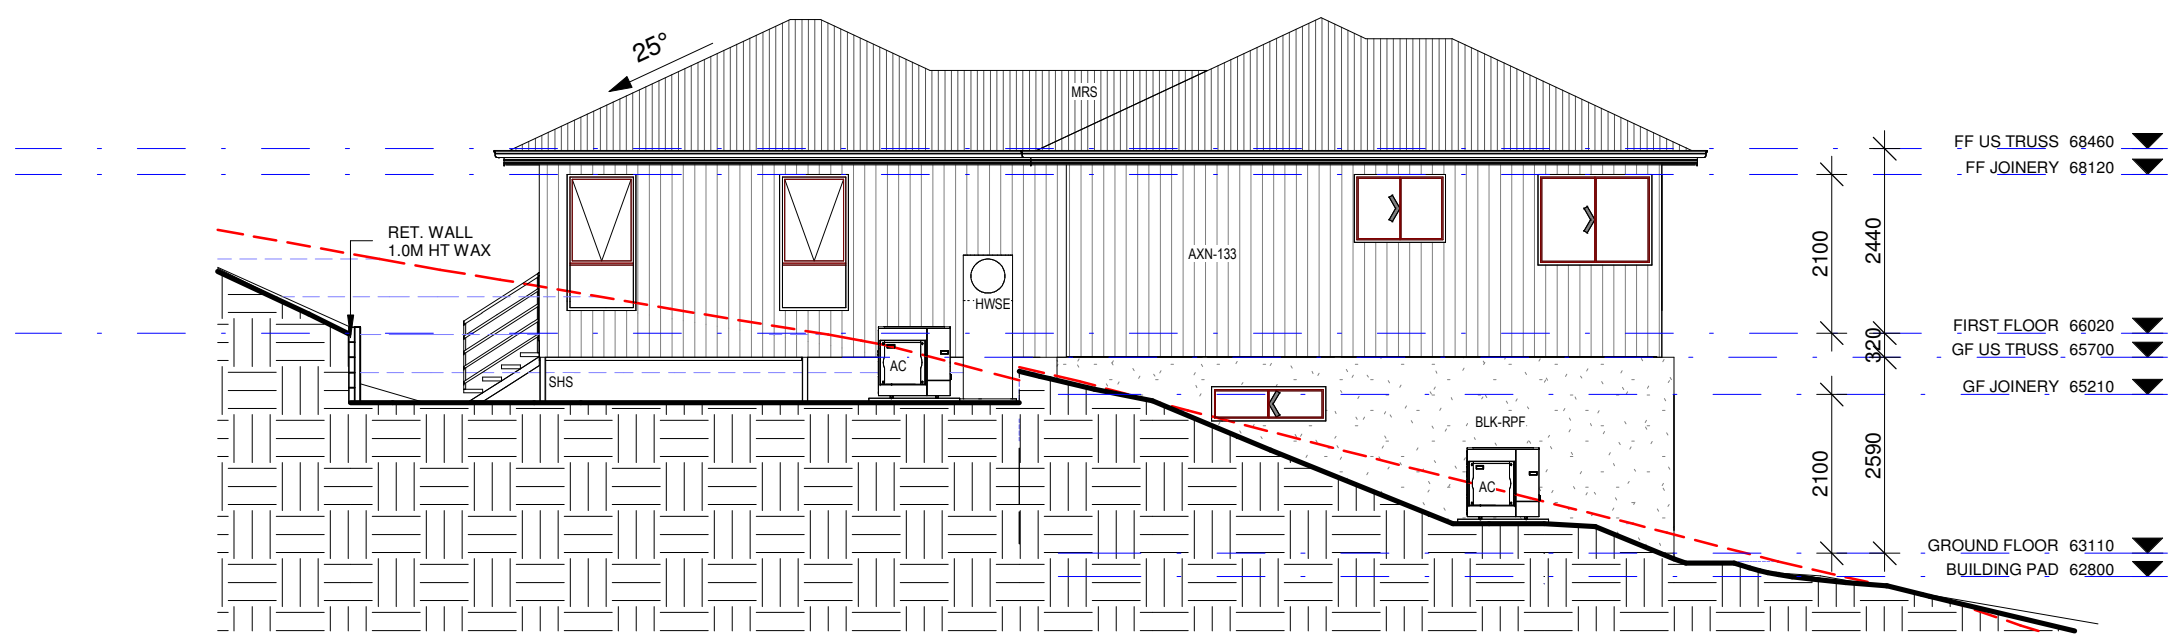 25°
MRS
FF US TRUSS 68460
FF JOINERY 68120
RET. WALL
1.0M HT WAX
AXN-133
2100
2440
HWSE
FIRST FLOOR 66020
320
GF US TRUSS 65700
AC
SHS
GF JOINERY 65210
BLK-RPF
2100
2590
AC
GROUND FLOOR 63110
BUILDING PAD 62800